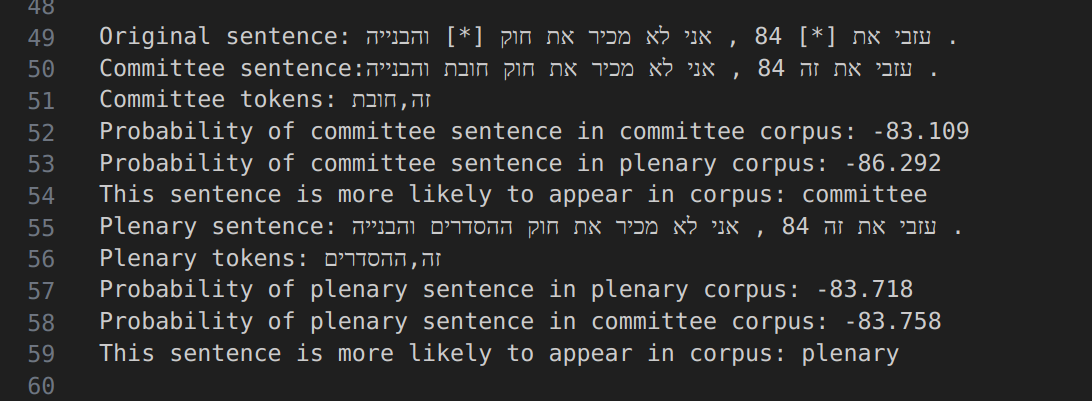 48
49 Original sentence: עזבי את [*] 84 , אני לא מכיר את חוק [*] והבנייה .
50 Committee sentence:עזבי את זה 84 , אני לא מכיר את חוק חובת והבנייה .
51 Committee tokens: זה,חובת
52 Probability of committee sentence in committee corpus: -83.109
53 Probability of committee sentence in plenary corpus: -86.292
54 This sentence is more likely to appear in corpus: committee
55 Plenary sentence: עזבי את זה 84 , אני לא מכיר את חוק ההסדרים והבנייה .
56 Plenary tokens: זה,ההסדרים
57 Probability of plenary sentence in plenary corpus: -83.718
58 Probability of plenary sentence in committee corpus: -83.758
59 This sentence is more likely to appear in corpus: plenary
60